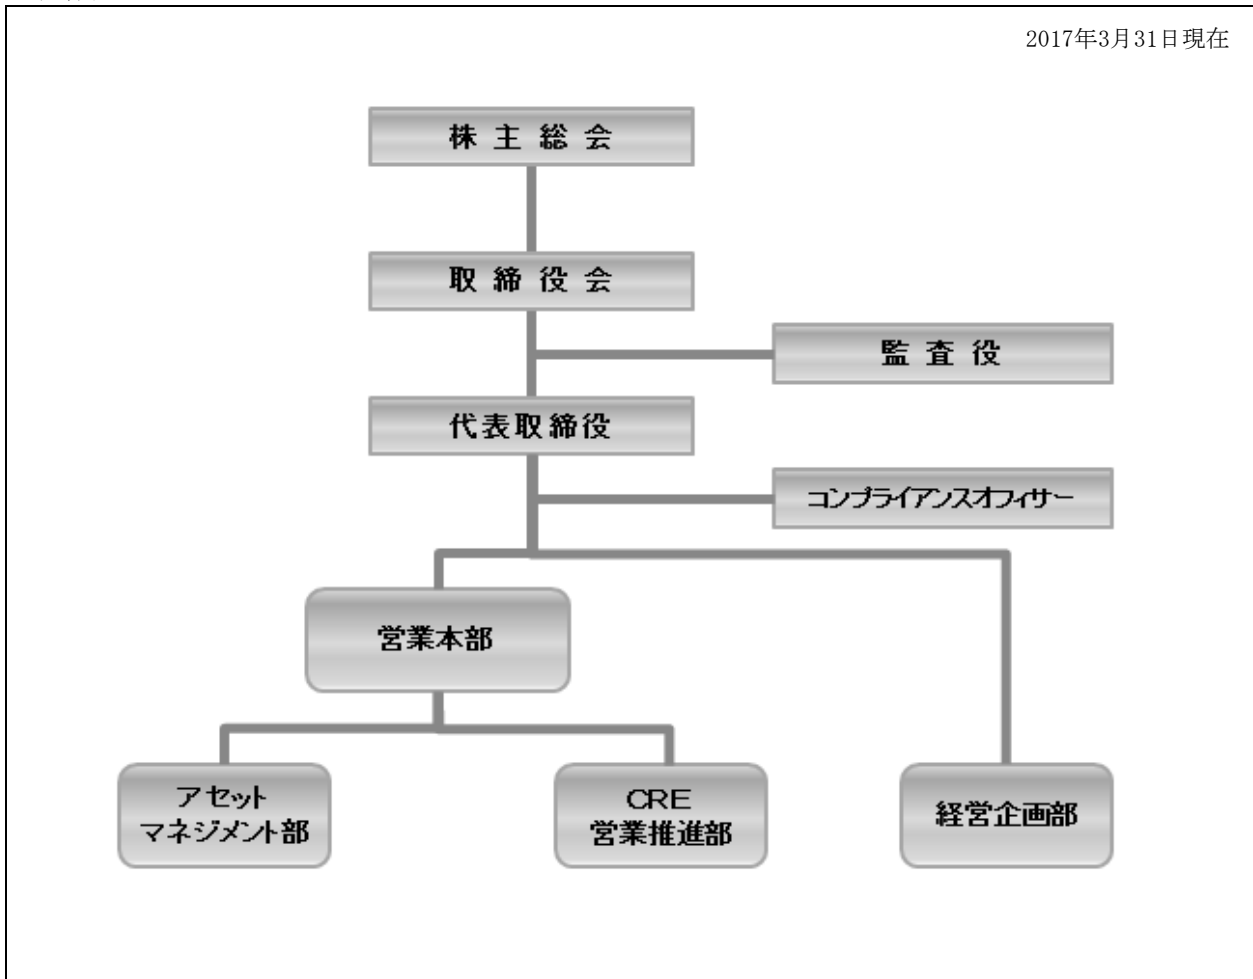 2017年3月31日現在
株主総会
取締役会
監査役
代表取締役
コンプライアンスオフィサー
営業本部
アセット
マネジメント部
CRE
営業推進部
経営企画部